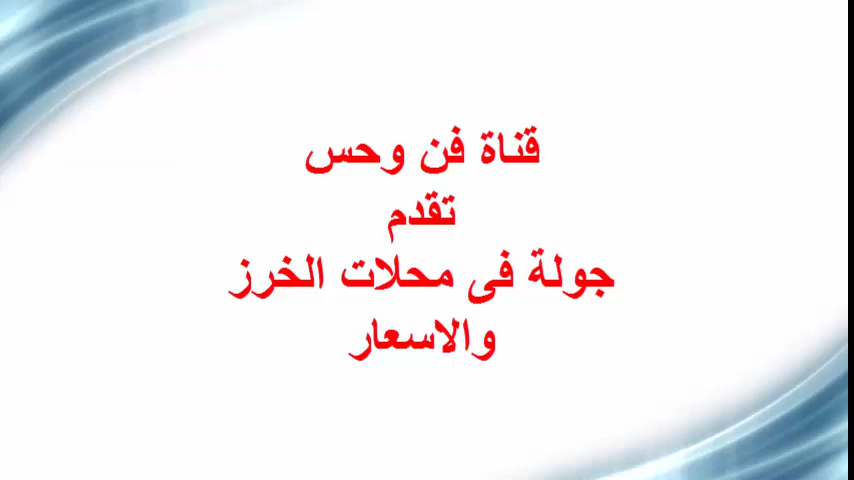 قناة فن وحس
تقدم
جولة فى محلات الخرز
والاسعار